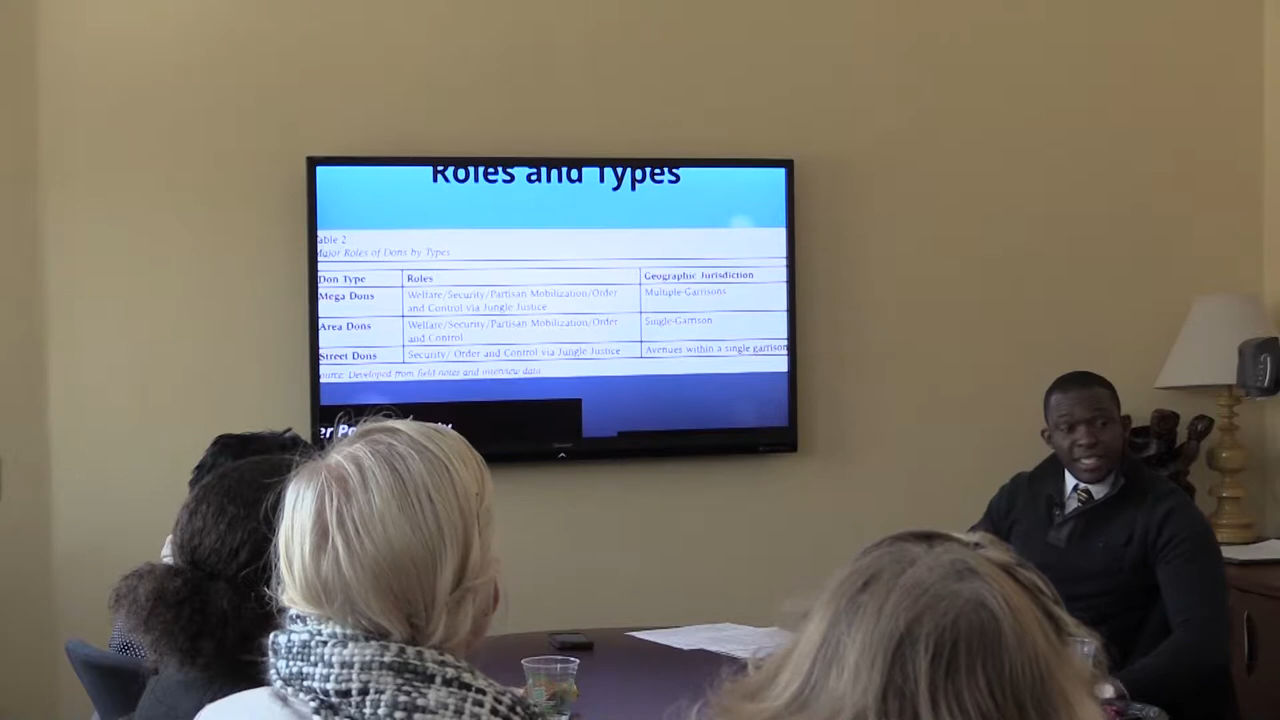 Roles and Types
able 2
Major Roles of Dons by Types
Don Type Roles Geographic Jurisdiction
Mega Dons Welfare/Security/Partisan Mobilization/Order Multiple-Garrisons
and Control via Jungle Justice
Area Dons Welfare/Security/Partisan Mobilization/Order Single-Garrison
and Control
Street Dons Security/ Order and Control via Jungle Justice Avenues within a single garrison
ource: Developed from field notes and interview data
er